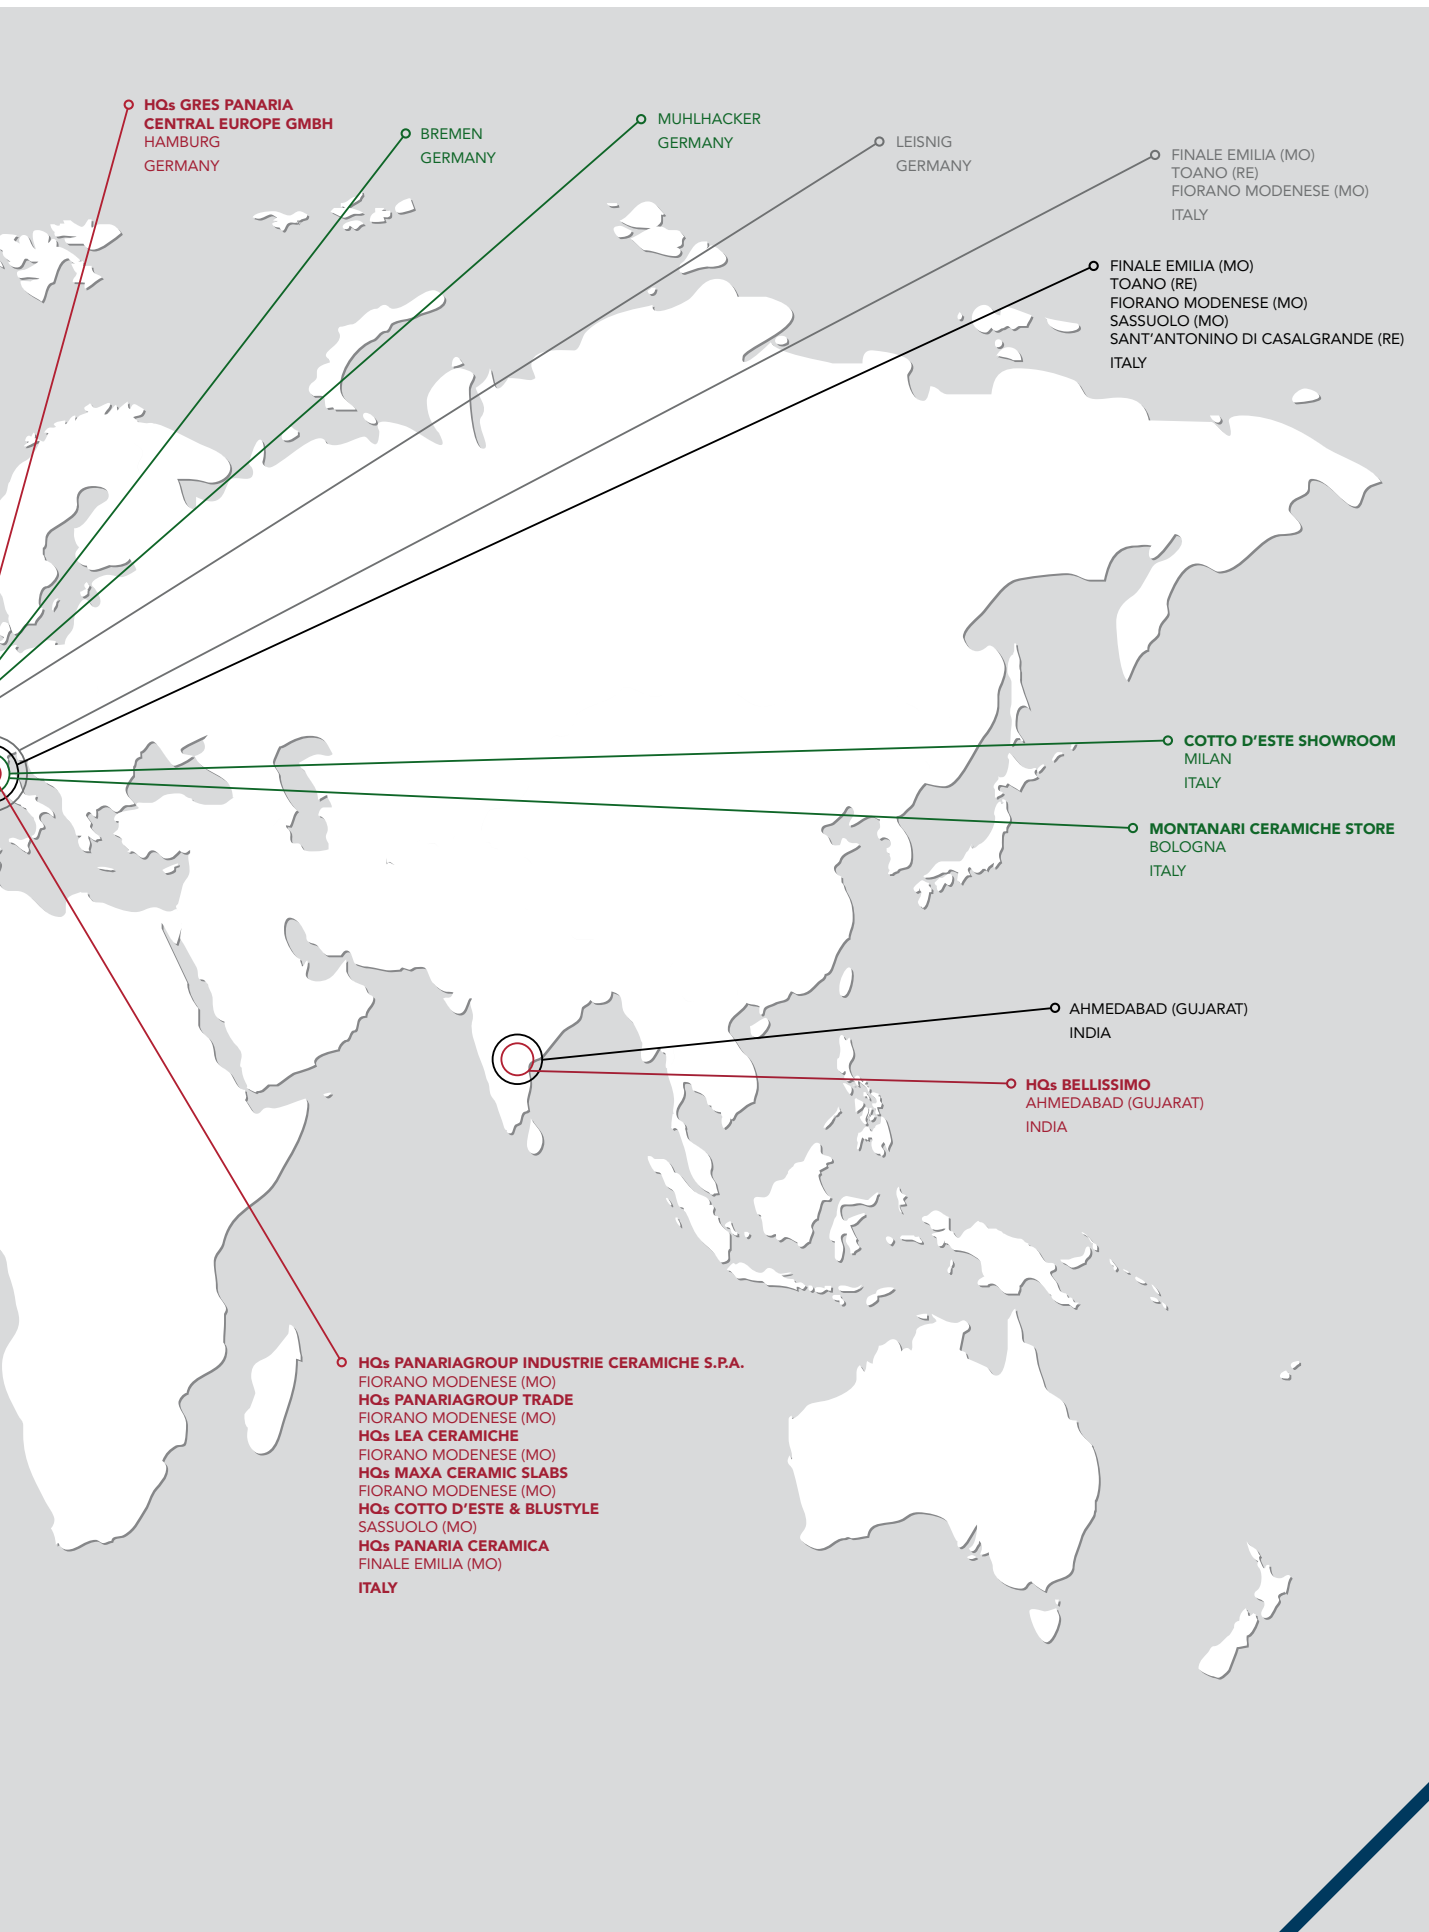 HQs GRES PANARIA
CENTRAL EUROPE GMBH
HAMBURG
GERMANY
BREMEN
GERMANY
MUHLHACKER
GERMANY
LEISNIG
GERMANY
FINALE EMILIA (MO)
TOANO (RE)
FIORANO MODENESE (MO)
ITALY
FINALE EMILIA (MO)
TOANO (RE)
FIORANO MODENESE (MO)
SASSUOLO (MO)
SANT'ANTONINO DI CASALGRANDE (RE)
ITALY
COTTO D'ESTE SHOWROOM
MILAN
ITALY
MONTANARI CERAMICHE STORE
BOLOGNA
ITALY
AHMEDABAD (GUJARAT)
INDIA
HQs BELLISSIMO
AHMEDABAD (GUJARAT)
INDIA
HQs PANARIAGROUP INDUSTRIE CERAMICHE S.P.A.
FIORANO MODENESE (MO)
HQs PANARIAGROUP TRADE
FIORANO MODENESE (MO)
HQs LEA CERAMICHE
FIORANO MODENESE (MO)
HQs MAXA CERAMIC SLABS
FIORANO MODENESE (MO)
HQs COTTO D'ESTE & BLUSTYLE
SASSUOLO (MO)
HQs PANARIA CERAMICA
FINALE EMILIA (MO)
ITALY